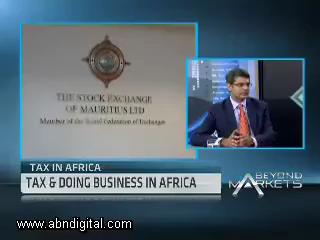 THE STOCK EXCHANGE
OF MAURITIUS LTD
Member of the World Federation of Exchanges
TAX IN AFRICA
TAX & DOING BUSINESS IN AFRICA
BEYOND
MARKETS
www.abndigital.com